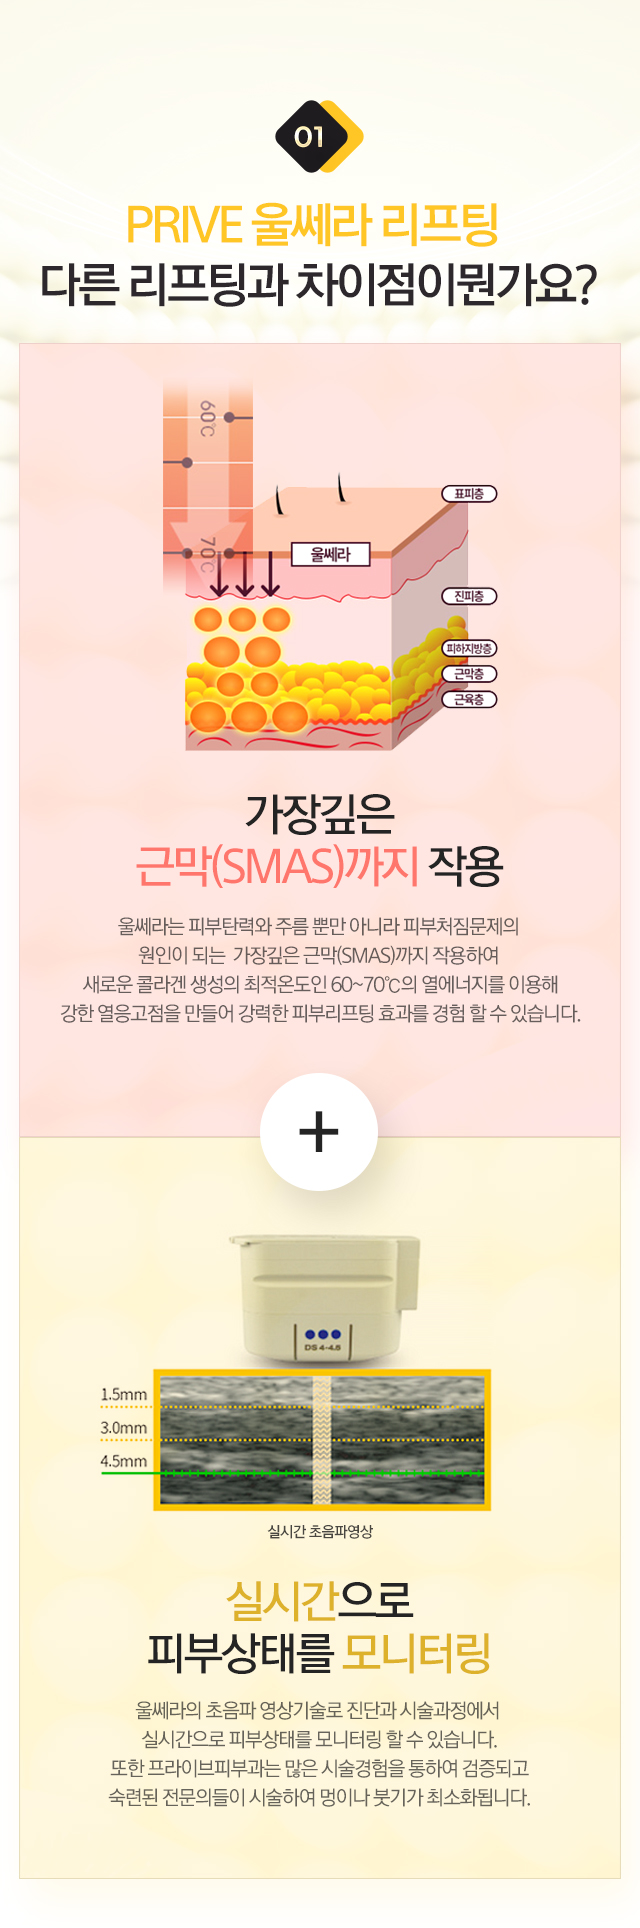 01
PRIVE 울쎄라 리프팅
다른 리프팅과 차이점이뭔가요?
60℃
70℃
표피층
울쎄라
진피층
피하지방층
근막층
근육층
가장깊은
근막(SMAS)까지 작용
울쎄라는 피부탄력와 주름 뿐만 아니라 피부처짐문제의
원인이 되는 가장깊은 근막(SMAS)까지 작용하여
새로운 콜라겐 생성의 최적온도인 60~70℃의 열에너지를 이용해
강한 열응고점을 만들어 강력한 피부리프팅 효과를 경험 할 수 있습니다.
+
DS 4-4.5
1.5mm
3.0mm
4.5mm
실시간 초음파영상
실시간으로
피부상태를 모니터링
울쎄라의 초음파 영상기술로 진단과 시술과정에서
실시간으로 피부상태를 모니터링 할 수 있습니다.
또한 프라이브피부과는 많은 시술경험을 통하여 검증되고
숙련된 전문의들이 시술하여 멍이나 붓기가 최소화됩니다.